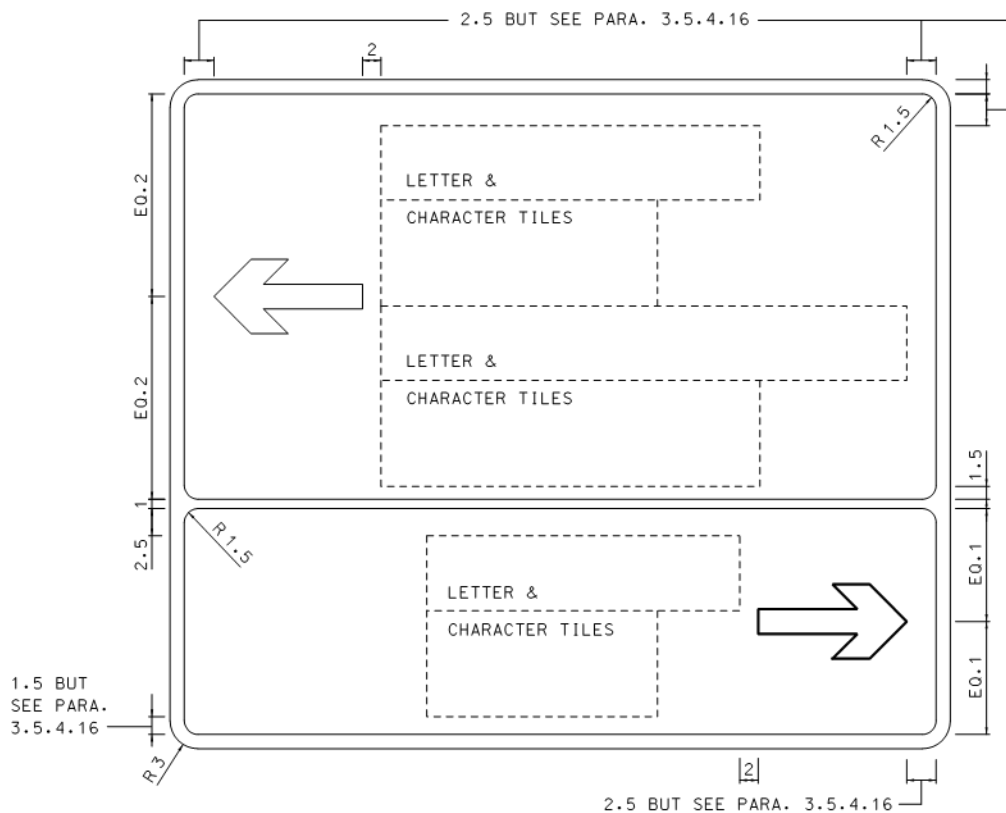 2.5 BUT SEE PARA. 3.5.4.16
2
R1.5
EQ.2
LETTER &
CHARACTER TILES
EQ.2
LETTER &
CHARACTER TILES
1.5
1
2.5
R1.5
EQ.1
LETTER &
CHARACTER TILES
EQ.1
1.5 BUT
SEE PARA.
3.5.4.16
R3
2
2.5 BUT SEE PARA. 3.5.4.16